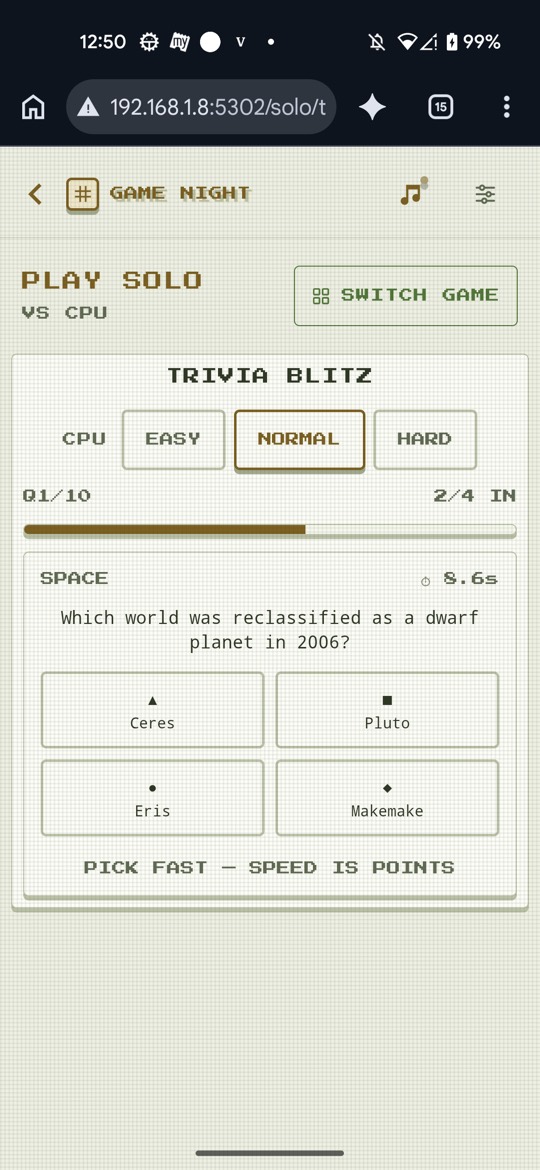 12:50 my V 99%
192.168.1.8:5302/solo/t 15
GAME NIGHT
PLAY SOLO
VS CPU
SWITCH GAME
TRIVIA BLITZ
CPU EASY NORMAL HARD
Q1/10 2/4 IN
SPACE 8.6s
Which world was reclassified as a dwarf
planet in 2006?
Ceres Pluto
Eris Makemake
PICK FAST — SPEED IS POINTS